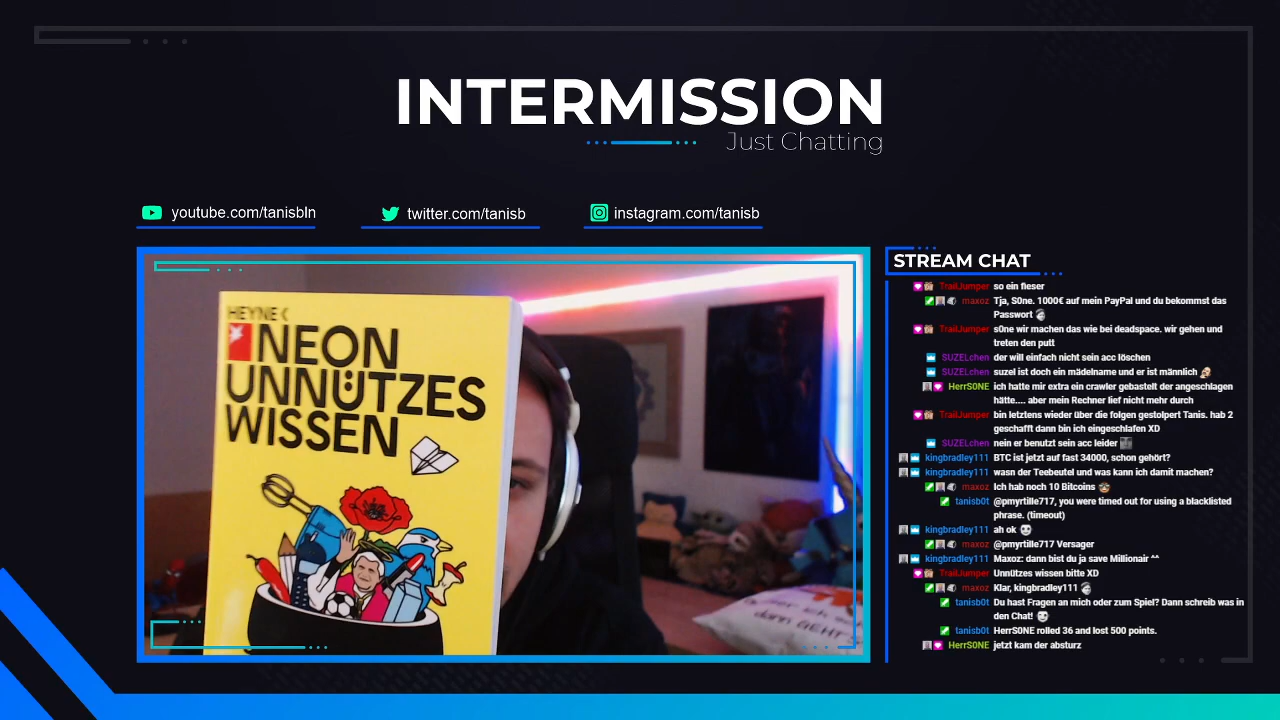 INTERMISSION
Just Chatting
youtube.com/tanisbln
twitter.com/tanisb
instagram.com/tanisb
HEYNE <
NEON
UNNÜTZES
WISSEN
dann GEHT'S
STREAM CHAT
TrailJumper so ein fieser
maxoz Tja, S0ne. 1000€ auf mein PayPal und du bekommst das
Passwort
TrailJumper s0ne wir machen das wie bei deadspace. wir gehen und
treten den putt
SUZELchen der will einfach nicht sein acc löschen
SUZELchen suzel ist doch ein mädelname und er ist männlich
HerrS0NE ich hatte mir extra ein crawler gebastelt der angeschlagen
hätte.... aber mein Rechner lief nicht mehr durch
TrailJumper bin letztens wieder über die folgen gestolpert Tanis. hab 2
geschafft dann bin ich eingeschlafen XD
SUZELchen nein er benutzt sein acc leider
kingbradley111 BTC ist jetzt auf fast 34000, schon gehört?
kingbradley111 wasn der Teebeutel und was kann ich damit machen?
maxoz Ich hab noch 10 Bitcoins
tanisb0t @pmyrtille717, you were timed out for using a blacklisted
phrase. (timeout)
kingbradley111 ah ok
maxoz @pmyrtille717 Versager
kingbradley111 Maxoz: dann bist du ja save Millionair ^^
TrailJumper Unnützes wissen bitte XD
maxoz Klar, kingbradley111
tanisb0t Du hast Fragen an mich oder zum Spiel? Dann schreib was in
den Chat!
tanisb0t HerrS0NE rolled 36 and lost 500 points.
HerrS0NE jetzt kam der absturz